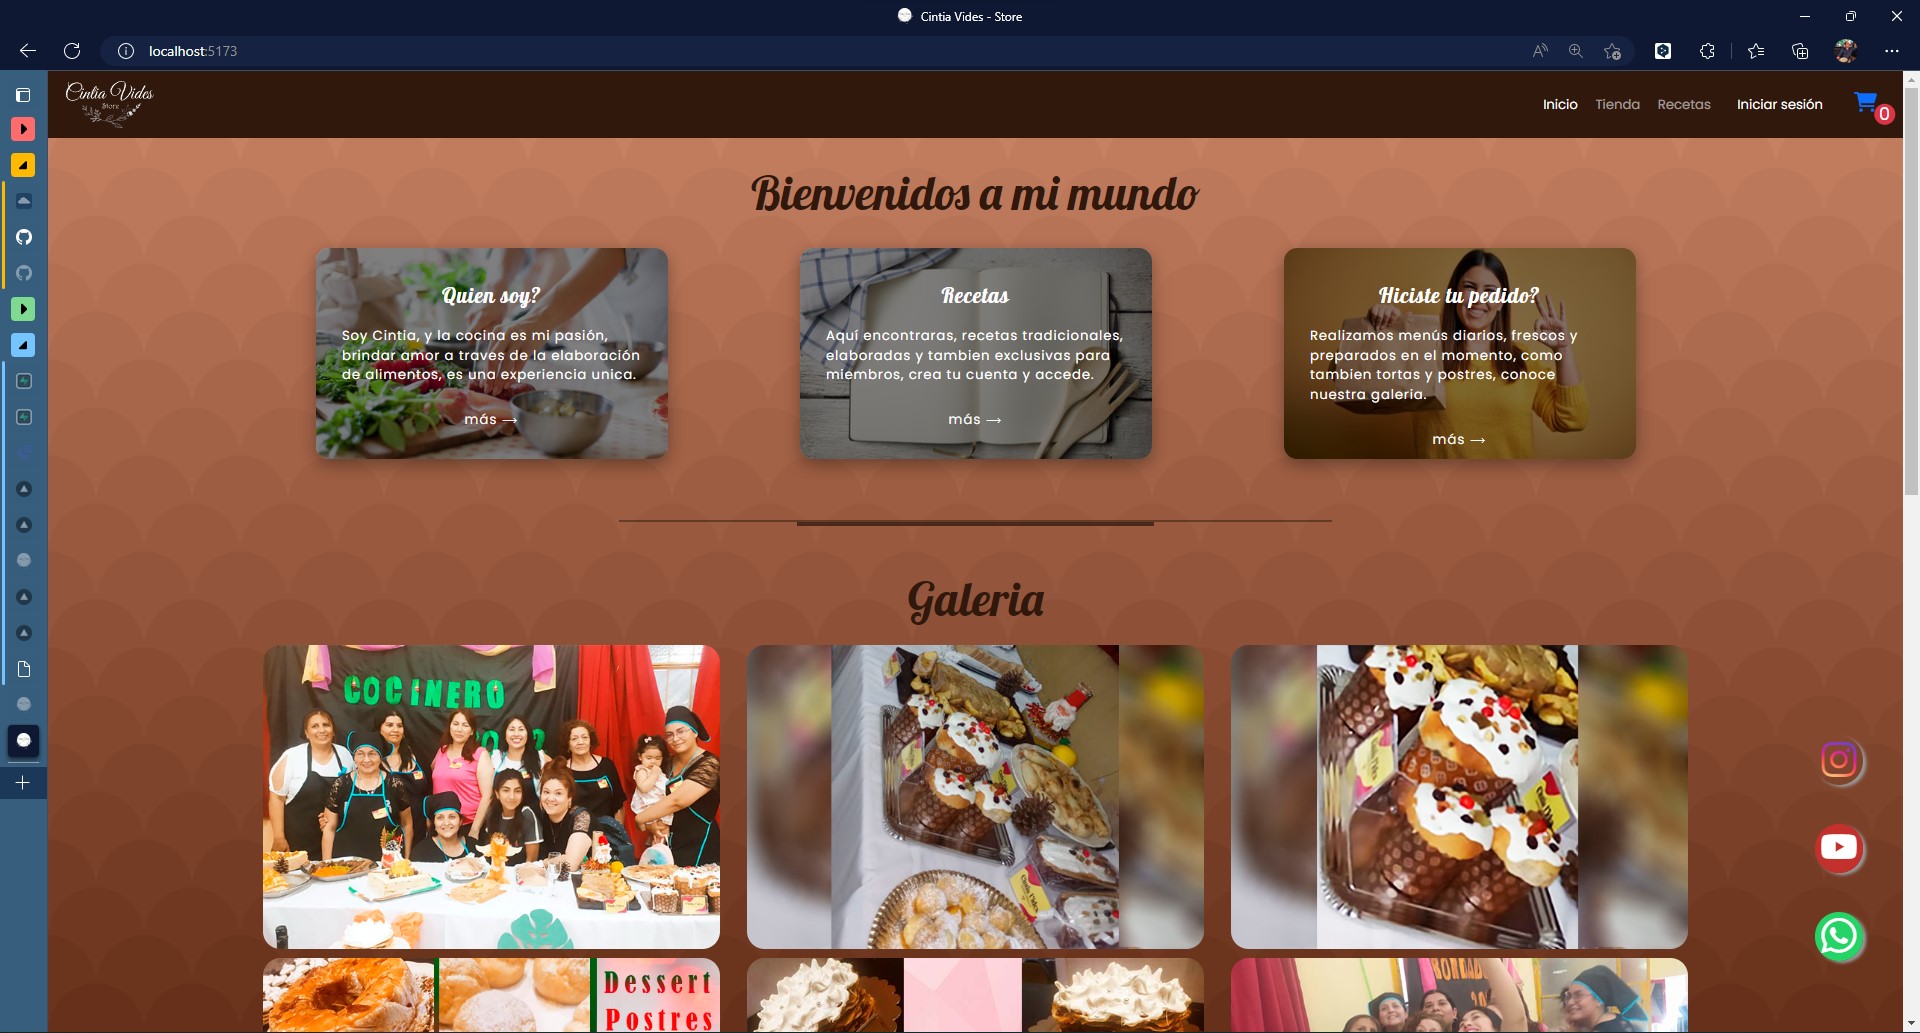 Cintia Vides - Store
localhost:5173
Cintia Vides
Store
Inicio
Tienda
Recetas
Iniciar sesión
0
Bienvenidos a mi mundo
Quien soy?
Soy Cintia, y la cocina es mi pasión,
brindar amor a traves de la elaboración
de alimentos, es una experiencia unica.
más →
Recetas
Aquí encontraras, recetas tradicionales,
elaboradas y tambien exclusivas para
miembros, crea tu cuenta y accede.
más →
Hiciste tu pedido?
Realizamos menús diarios, frescos y
preparados en el momento, como
tambien tortas y postres, conoce
nuestra galeria.
más →
Galeria
COCINERO
Dessert
Postres